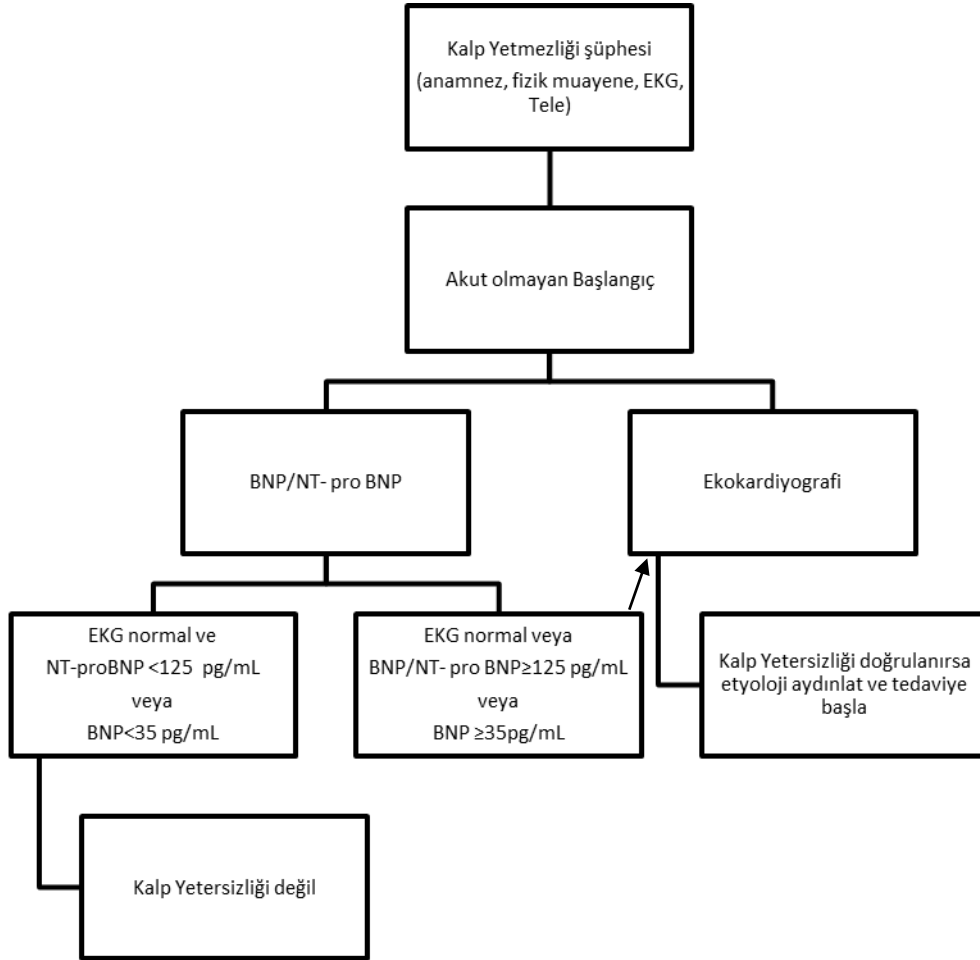 Kalp Yetmezliği şüphesi
(anamnez, fizik muayene, EKG,
Tele)
Akut olmayan Başlangıç
BNP/NT- pro BNP
Ekokardiyografi
EKG normal ve
NT-proBNP <125 pg/mL
veya
BNP<35 pg/mL
EKG normal veya
BNP/NT- pro BNP≥125 pg/mL
veya
BNP ≥35pg/mL
Kalp Yetersizliği doğrulanırsa
etyoloji aydınlat ve tedaviye
başla
Kalp Yetersizliği değil